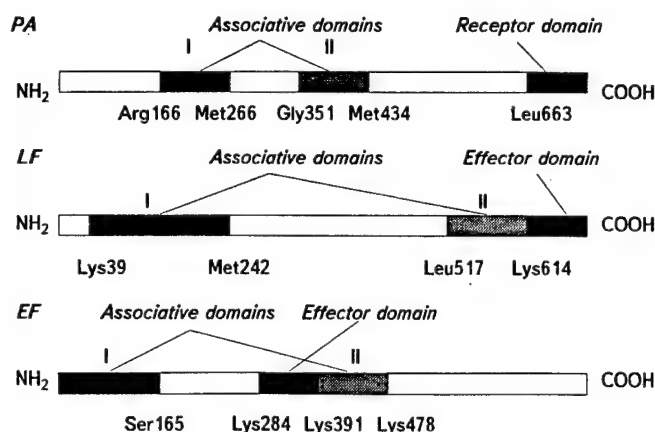 PA Associative domains Receptor domain
I II
NH₂ COOH
Arg166 Met266 Gly351 Met434 Leu663
LF Associative domains Effector domain
I II
NH₂ COOH
Lys39 Met242 Leu517 Lys614
EF Associative domains Effector domain
I II
NH₂ COOH
Ser165 Lys284 Lys391 Lys478